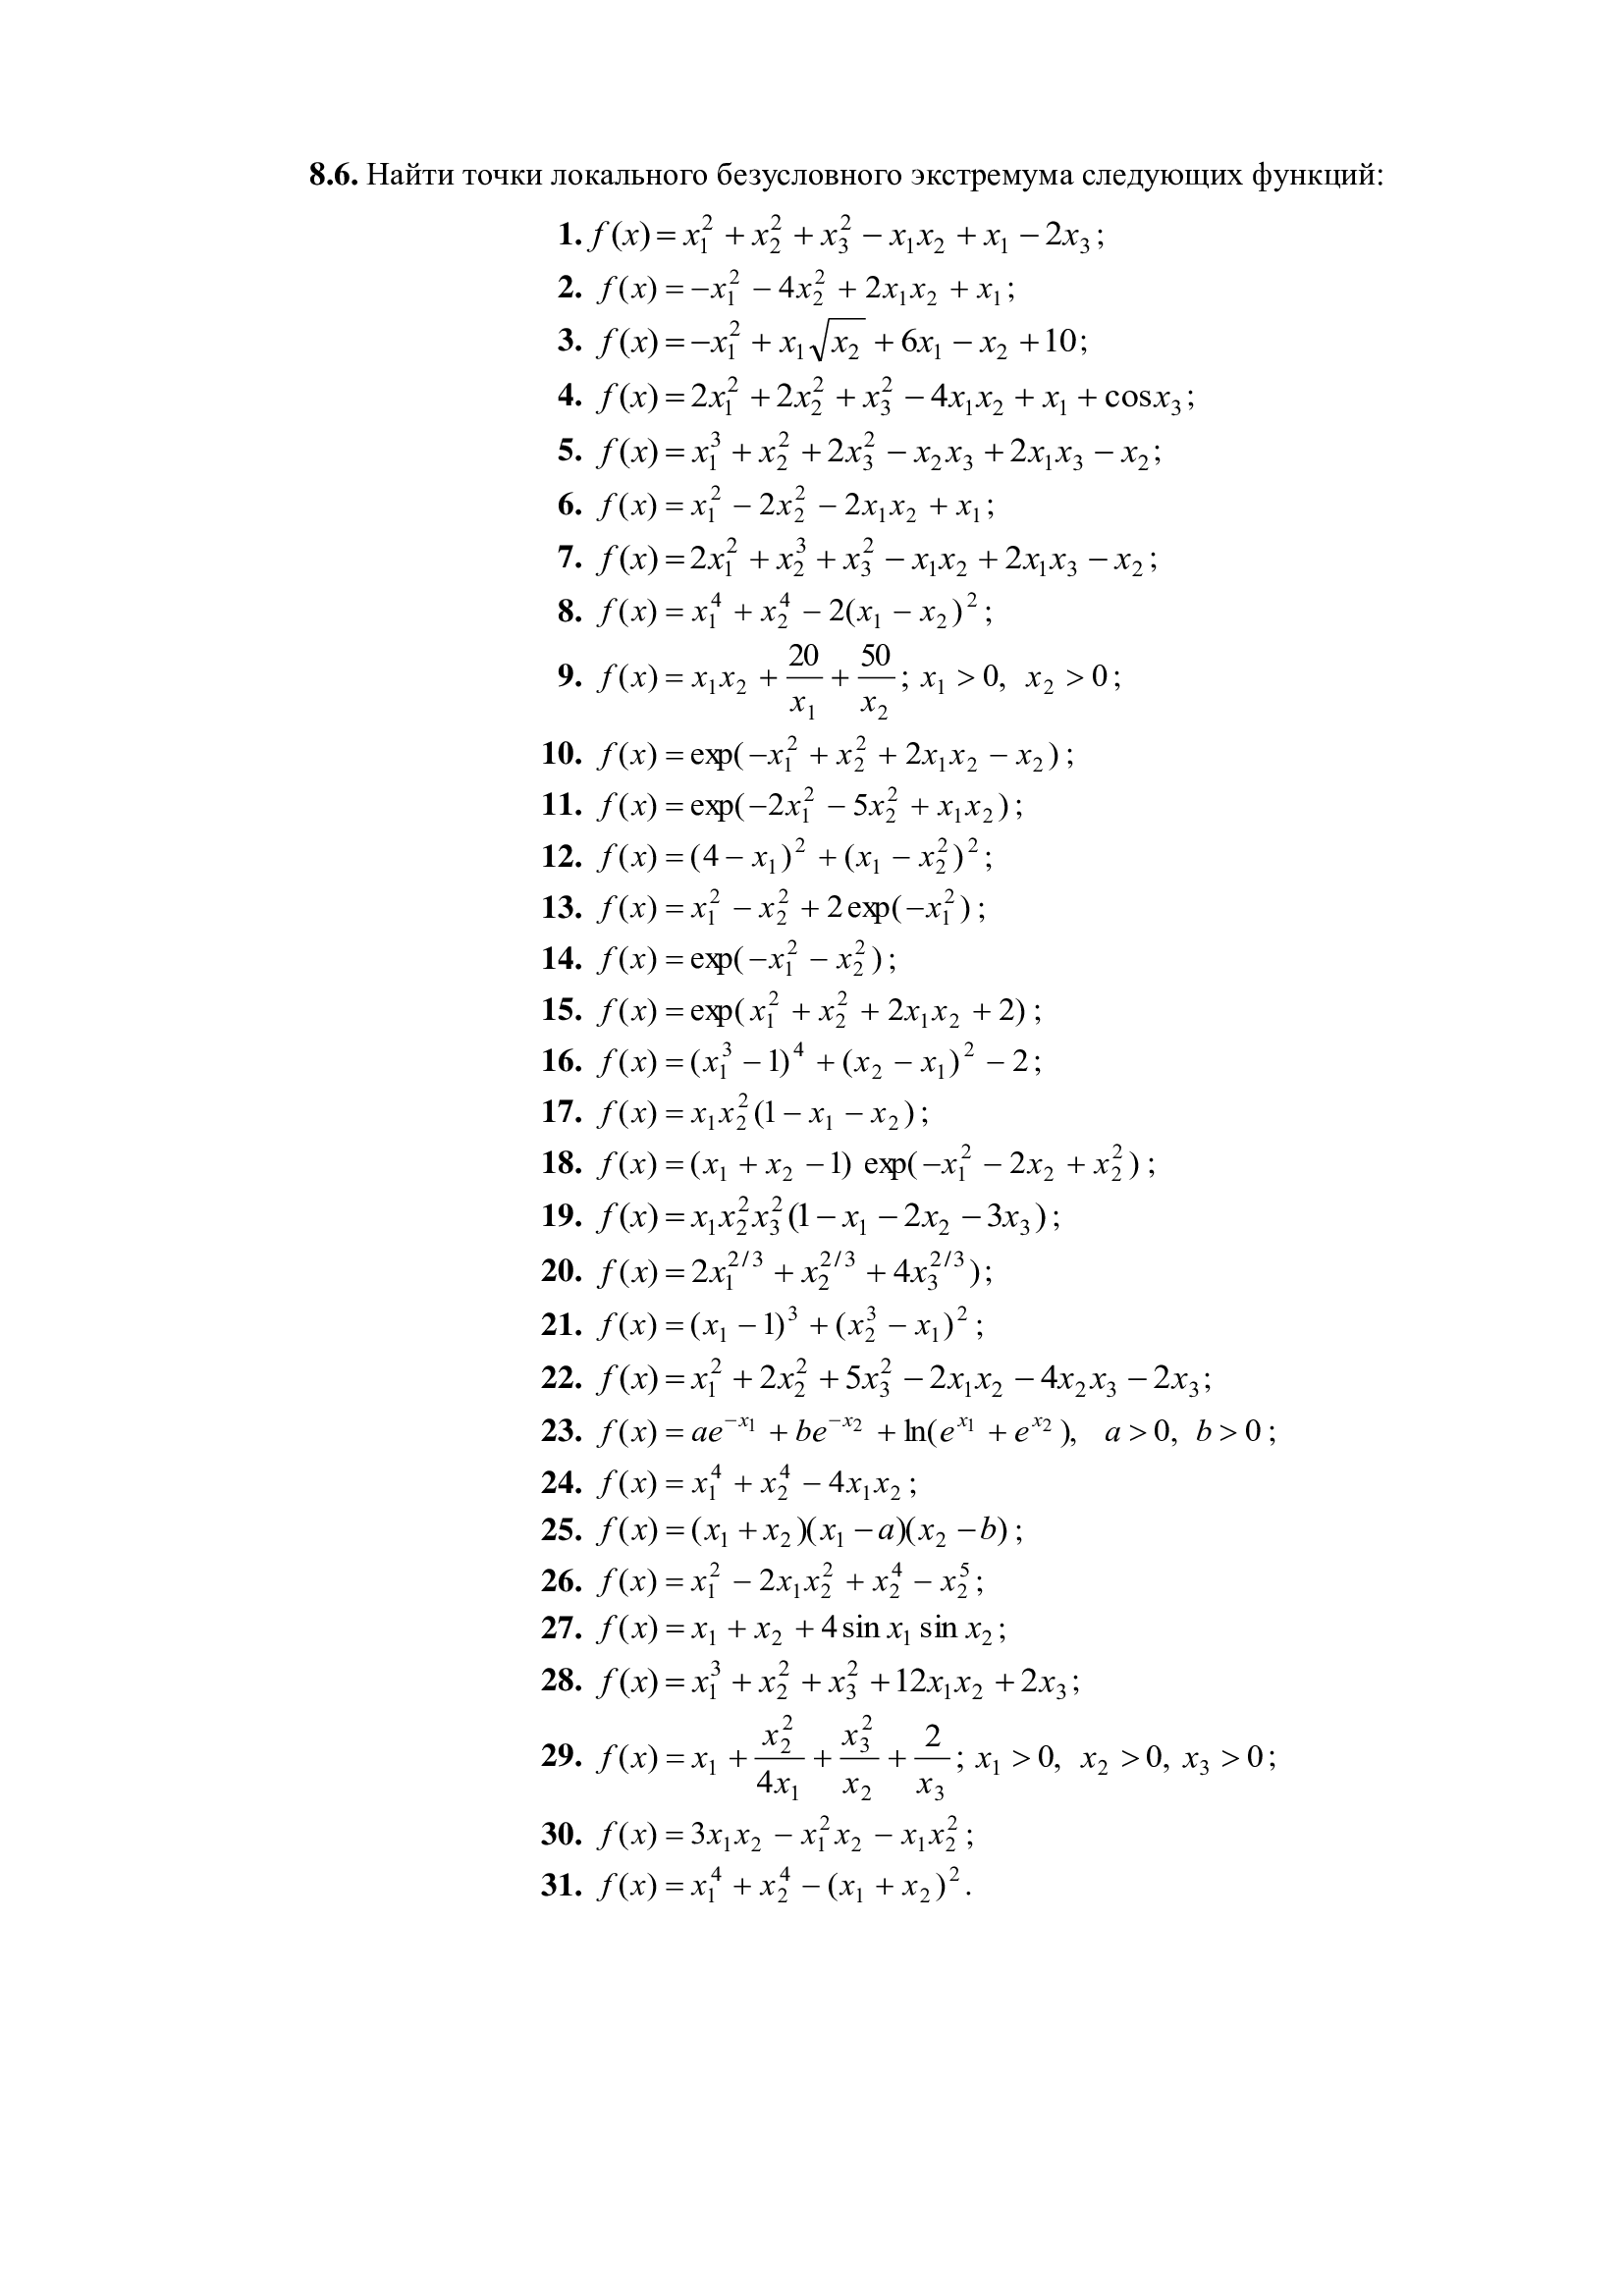 8.6. Найти точки локального безусловного экстремума следующих функций:
1. f(x) = x_1^2 + x_2^2 + x_3^2 − x_1x_2 + x_1 − 2x_3;
2. f(x) = −x_1^2 − 4x_2^2 + 2x_1x_2 + x_1;
3. f(x) = −x_1^2 + x_1√x_2 + 6x_1 − x_2 + 10;
4. f(x) = 2x_1^2 + 2x_2^2 + x_3^2 − 4x_1x_2 + x_1 + cos x_3;
5. f(x) = x_1^3 + x_2^2 + 2x_3^2 − x_2x_3 + 2x_1x_3 − x_2;
6. f(x) = x_1^2 − 2x_2^2 − 2x_1x_2 + x_1;
7. f(x) = 2x_1^2 + x_2^3 + x_3^2 − x_1x_2 + 2x_1x_3 − x_2;
8. f(x) = x_1^4 + x_2^4 − 2(x_1 − x_2)^2;
9. f(x) = x_1x_2 + 20/x_1 + 50/x_2; x_1 > 0, x_2 > 0;
10. f(x) = exp(−x_1^2 + x_2^2 + 2x_1x_2 − x_2);
11. f(x) = exp(−2x_1^2 − 5x_2^2 + x_1x_2);
12. f(x) = (4 − x_1)^2 + (x_1 − x_2^2)^2;
13. f(x) = x_1^2 − x_2^2 + 2 exp(−x_1^2);
14. f(x) = exp(−x_1^2 − x_2^2);
15. f(x) = exp(x_1^2 + x_2^2 + 2x_1x_2 + 2);
16. f(x) = (x_1^3 − 1)^4 + (x_2 − x_1)^2 − 2;
17. f(x) = x_1x_2^2(1 − x_1 − x_2);
18. f(x) = (x_1 + x_2 − 1) exp(−x_1^2 − 2x_2 + x_2^2);
19. f(x) = x_1x_2^2x_3^2(1 − x_1 − 2x_2 − 3x_3);
20. f(x) = 2x_1^{2/3} + x_2^{2/3} + 4x_3^{2/3});
21. f(x) = (x_1 − 1)^3 + (x_2^3 − x_1)^2;
22. f(x) = x_1^2 + 2x_2^2 + 5x_3^2 − 2x_1x_2 − 4x_2x_3 − 2x_3;
23. f(x) = ae^{−x_1} + be^{−x_2} + ln(e^{x_1} + e^{x_2}), a > 0, b > 0;
24. f(x) = x_1^4 + x_2^4 − 4x_1x_2;
25. f(x) = (x_1 + x_2)(x_1 − a)(x_2 − b);
26. f(x) = x_1^2 − 2x_1x_2^2 + x_2^4 − x_2^5;
27. f(x) = x_1 + x_2 + 4 sin x_1 sin x_2;
28. f(x) = x_1^3 + x_2^2 + x_3^2 + 12x_1x_2 + 2x_3;
29. f(x) = x_1 + x_2^2/4x_1 + x_3^2/x_2 + 2/x_3; x_1 > 0, x_2 > 0, x_3 > 0;
30. f(x) = 3x_1x_2 − x_1^2x_2 − x_1x_2^2;
31. f(x) = x_1^4 + x_2^4 − (x_1 + x_2)^2.